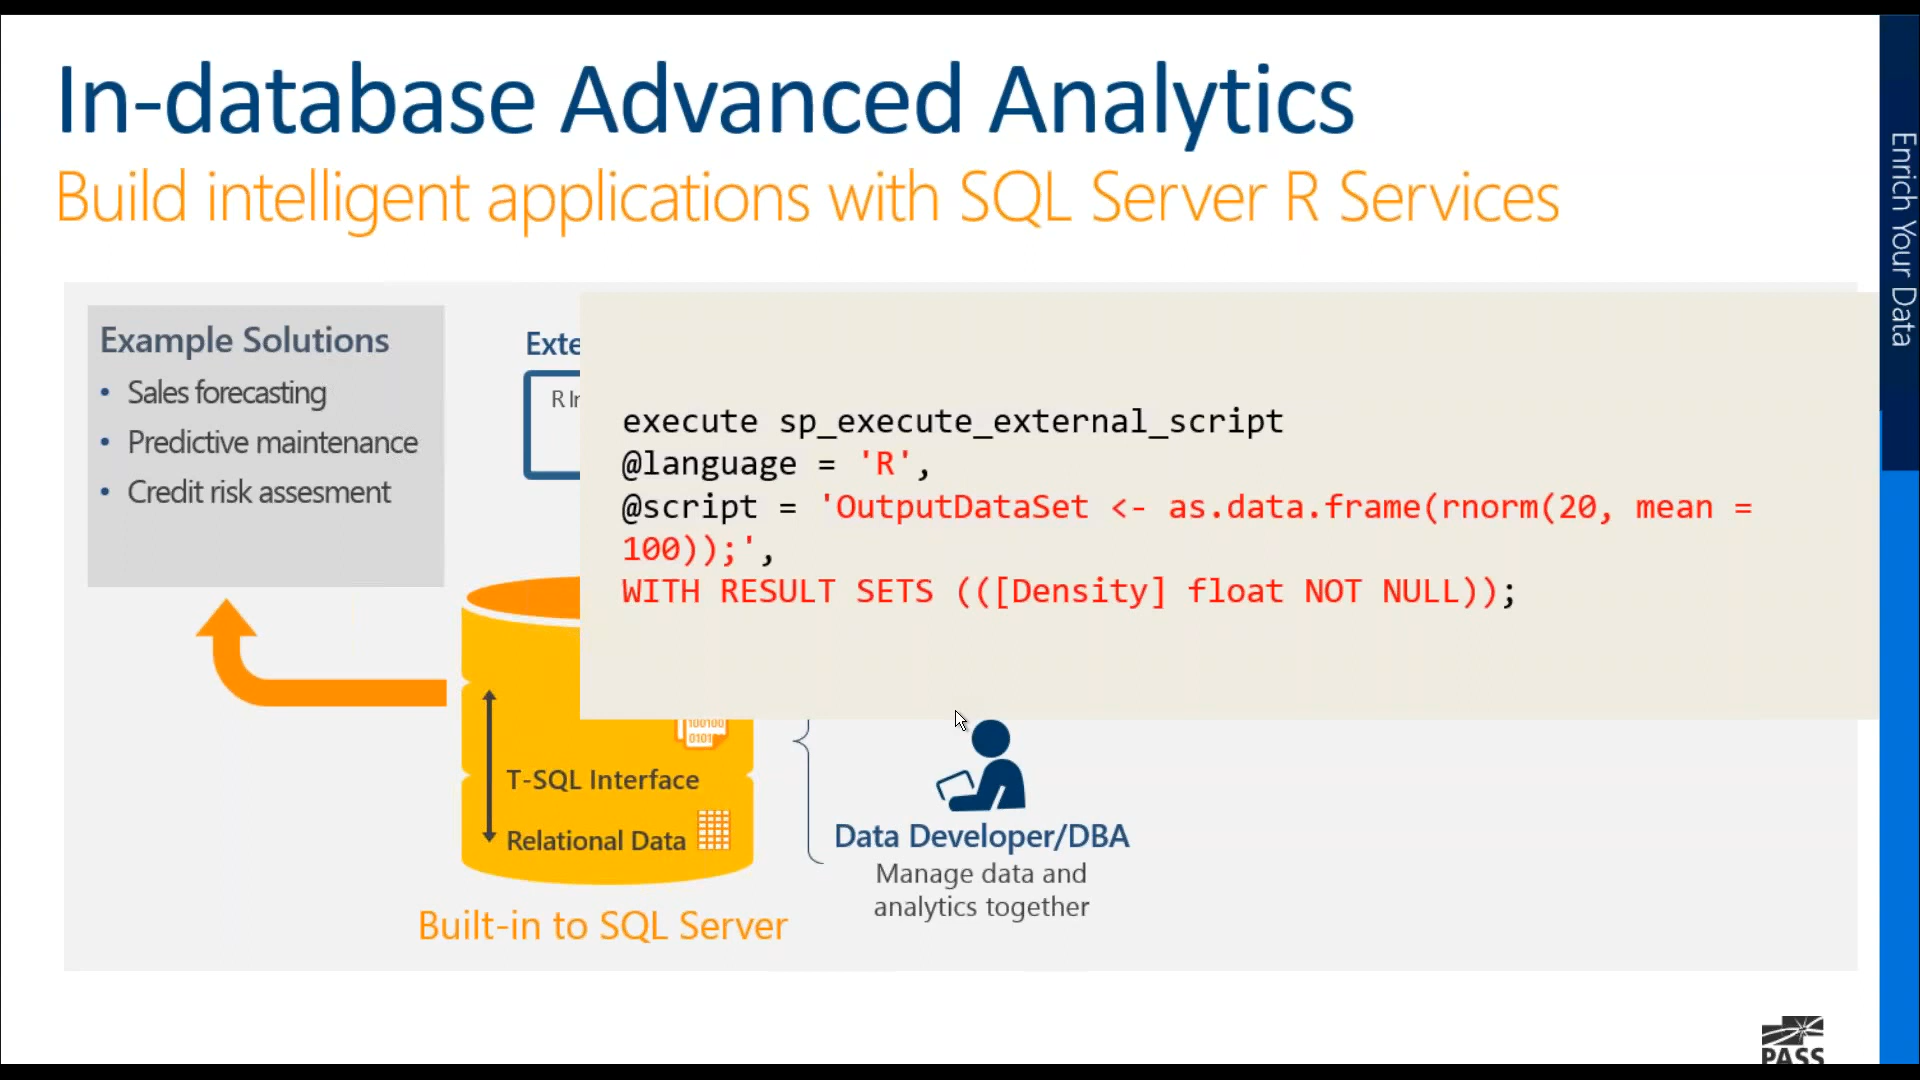 In-database Advanced Analytics
Build intelligent applications with SQL Server R Services
Enrich Your Data
Example Solutions
• Sales forecasting
• Predictive maintenance
• Credit risk assesment
Exte
R In
execute sp_execute_external_script
@language = 'R',
@script = 'OutputDataSet <- as.data.frame(rnorm(20, mean =
100));',
WITH RESULT SETS (([Density] float NOT NULL));
100100
T-SQL Interface
Relational Data
Built-in to SQL Server
Data Developer/DBA
Manage data and
analytics together
PASS